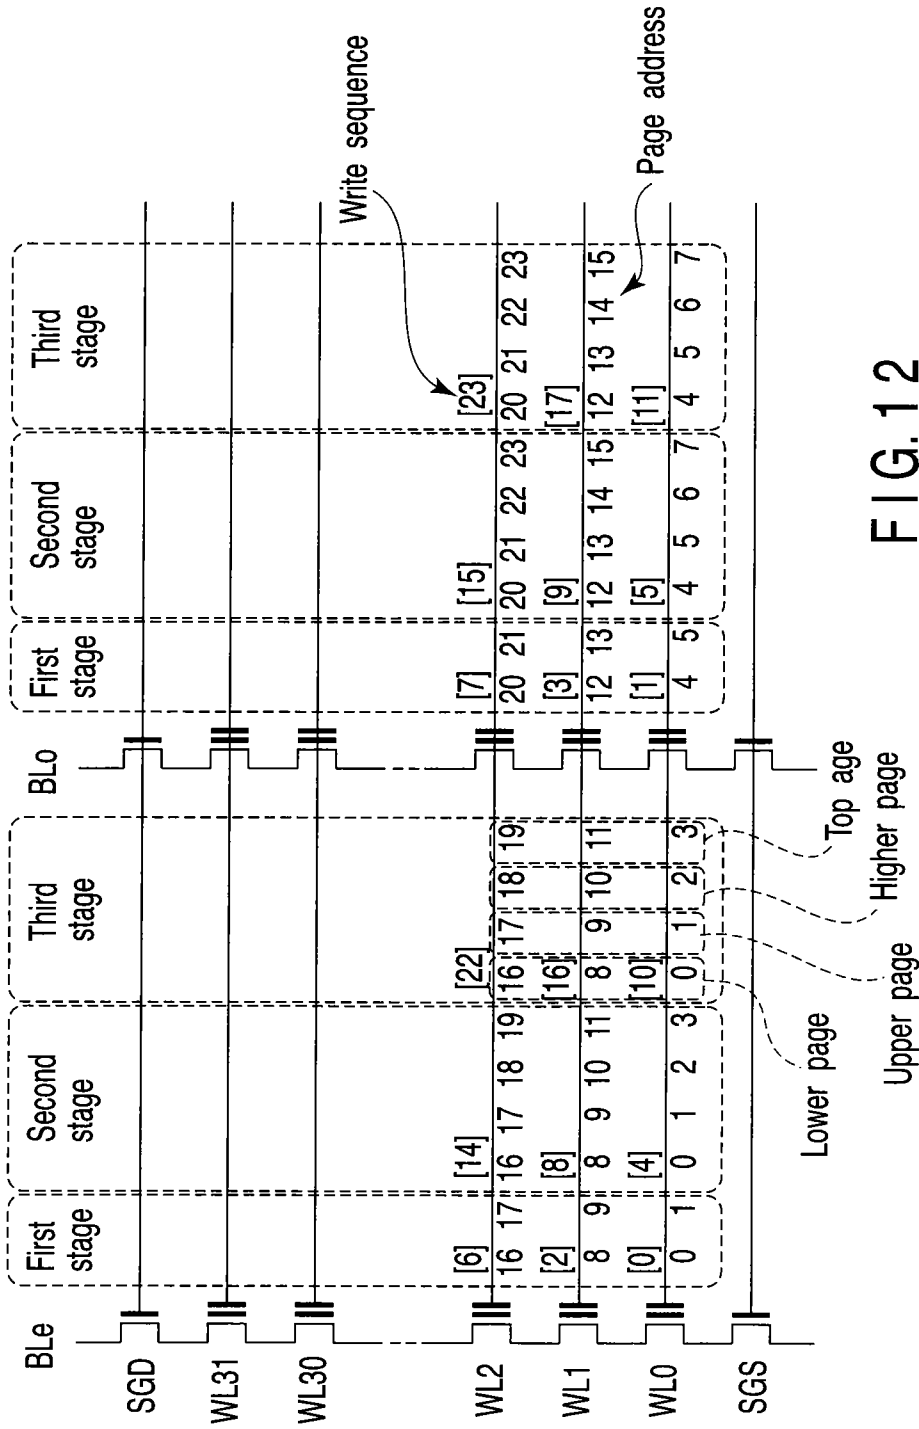 BLe
First stage
Second stage
Third stage
BLo
First stage
Second stage
Third stage
Write sequence
SGD
WL31
WL30
WL2
[6]
16 17
[14]
16 17 18 19
[22]
16 17 18 19
[7]
20 21
[15]
20 21 22 23
[23]
20 21 22 23
WL1
[2]
8 9
[8]
8 9 10 11
[16]
8 9 10 11
[3]
12 13
[9]
12 13 14 15
[17]
12 13 14 15
WL0
[0]
0 1
[4]
0 1 2 3
[10]
0 1 2 3
[1]
4 5
[5]
4 5 6 7
[11]
4 5 6 7
Page address
SGS
Lower page
Upper page
Higher page
Top age
FIG. 12